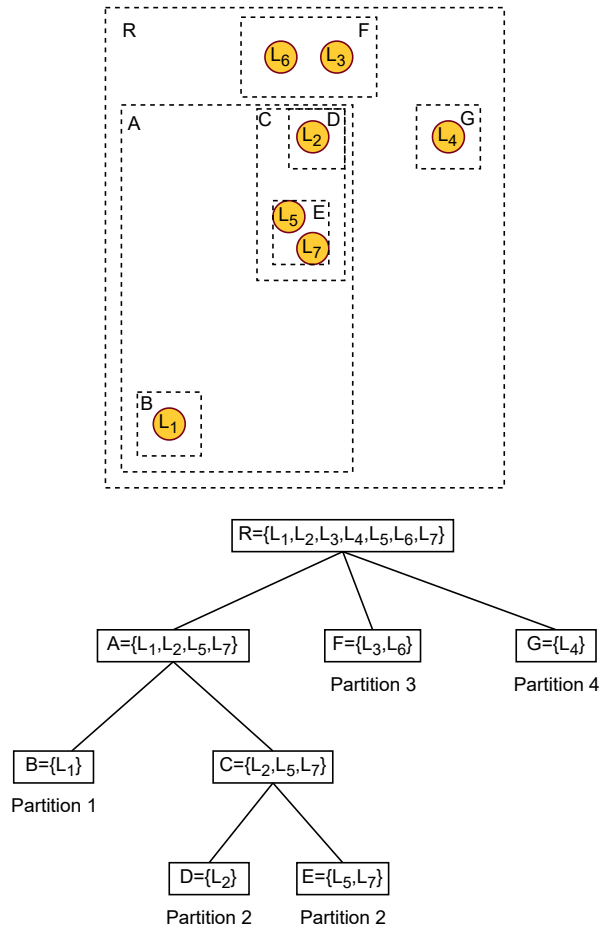 R
F
L₆ L₃
A
C D
G
L₂
L₄
L₅ E
L₇
B
L₁
R={L₁,L₂,L₃,L₄,L₅,L₆,L₇}
A={L₁,L₂,L₅,L₇}
F={L₃,L₆}
G={L₄}
Partition 3
Partition 4
B={L₁}
C={L₂,L₅,L₇}
Partition 1
D={L₂}
E={L₅,L₇}
Partition 2
Partition 2